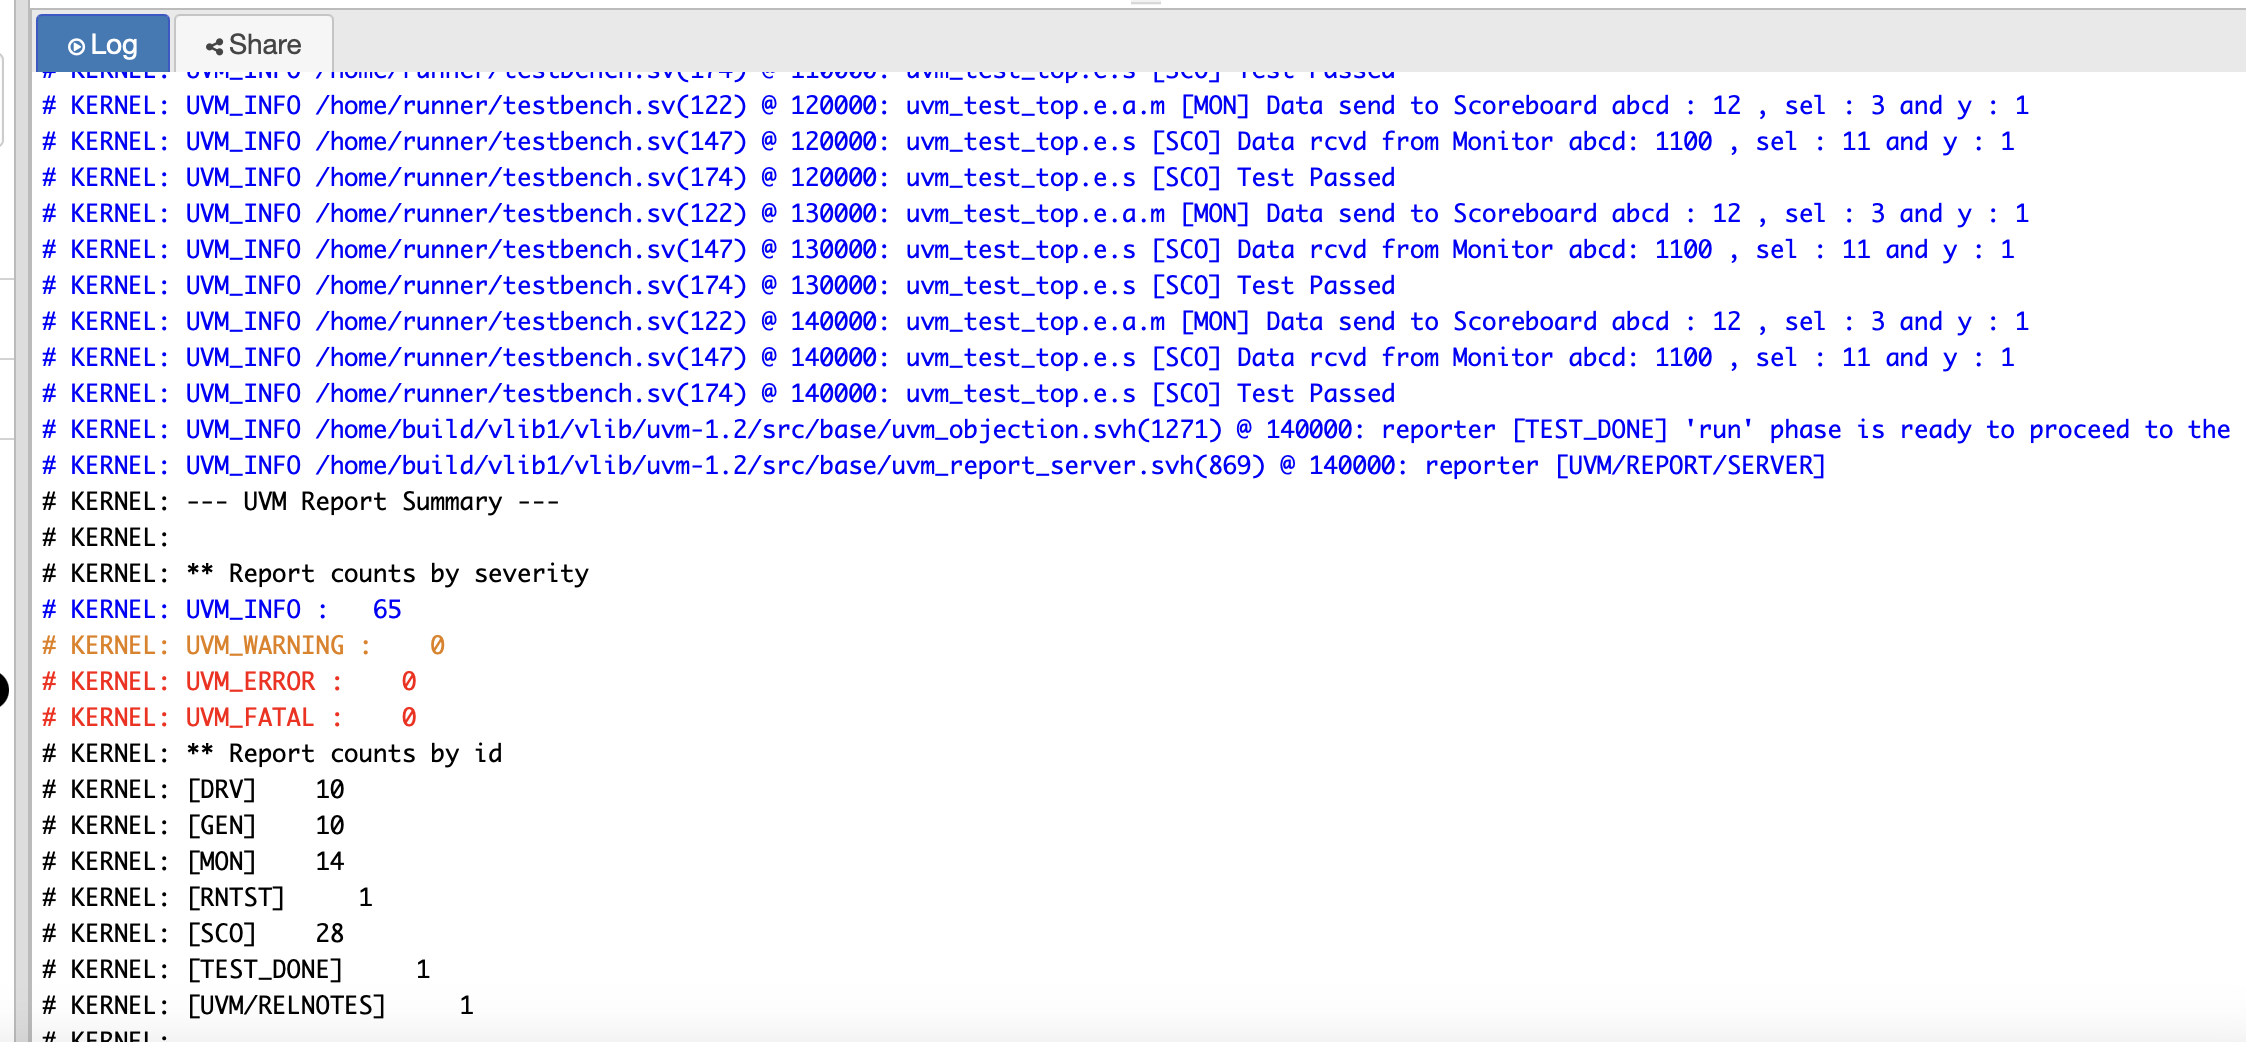 Log
Share
# KERNEL: UVM_INFO /home/runner/testbench.sv(174) @ 110000: uvm_test_top.e.s [SCO] Test Passed
# KERNEL: UVM_INFO /home/runner/testbench.sv(122) @ 120000: uvm_test_top.e.a.m [MON] Data send to Scoreboard abcd : 12 , sel : 3 and y : 1
# KERNEL: UVM_INFO /home/runner/testbench.sv(147) @ 120000: uvm_test_top.e.s [SCO] Data rcvd from Monitor abcd: 1100 , sel : 11 and y : 1
# KERNEL: UVM_INFO /home/runner/testbench.sv(174) @ 120000: uvm_test_top.e.s [SCO] Test Passed
# KERNEL: UVM_INFO /home/runner/testbench.sv(122) @ 130000: uvm_test_top.e.a.m [MON] Data send to Scoreboard abcd : 12 , sel : 3 and y : 1
# KERNEL: UVM_INFO /home/runner/testbench.sv(147) @ 130000: uvm_test_top.e.s [SCO] Data rcvd from Monitor abcd: 1100 , sel : 11 and y : 1
# KERNEL: UVM_INFO /home/runner/testbench.sv(174) @ 130000: uvm_test_top.e.s [SCO] Test Passed
# KERNEL: UVM_INFO /home/runner/testbench.sv(122) @ 140000: uvm_test_top.e.a.m [MON] Data send to Scoreboard abcd : 12 , sel : 3 and y : 1
# KERNEL: UVM_INFO /home/runner/testbench.sv(147) @ 140000: uvm_test_top.e.s [SCO] Data rcvd from Monitor abcd: 1100 , sel : 11 and y : 1
# KERNEL: UVM_INFO /home/runner/testbench.sv(174) @ 140000: uvm_test_top.e.s [SCO] Test Passed
# KERNEL: UVM_INFO /home/build/vlib1/vlib/uvm-1.2/src/base/uvm_objection.svh(1271) @ 140000: reporter [TEST_DONE] 'run' phase is ready to proceed to the
# KERNEL: UVM_INFO /home/build/vlib1/vlib/uvm-1.2/src/base/uvm_report_server.svh(869) @ 140000: reporter [UVM/REPORT/SERVER]
# KERNEL: --- UVM Report Summary ---
# KERNEL:
# KERNEL: ** Report counts by severity
# KERNEL: UVM_INFO :   65
# KERNEL: UVM_WARNING :    0
# KERNEL: UVM_ERROR :    0
# KERNEL: UVM_FATAL :    0
# KERNEL: ** Report counts by id
# KERNEL: [DRV]    10
# KERNEL: [GEN]    10
# KERNEL: [MON]    14
# KERNEL: [RNTST]     1
# KERNEL: [SCO]    28
# KERNEL: [TEST_DONE]     1
# KERNEL: [UVM/RELNOTES]     1
# KERNEL: